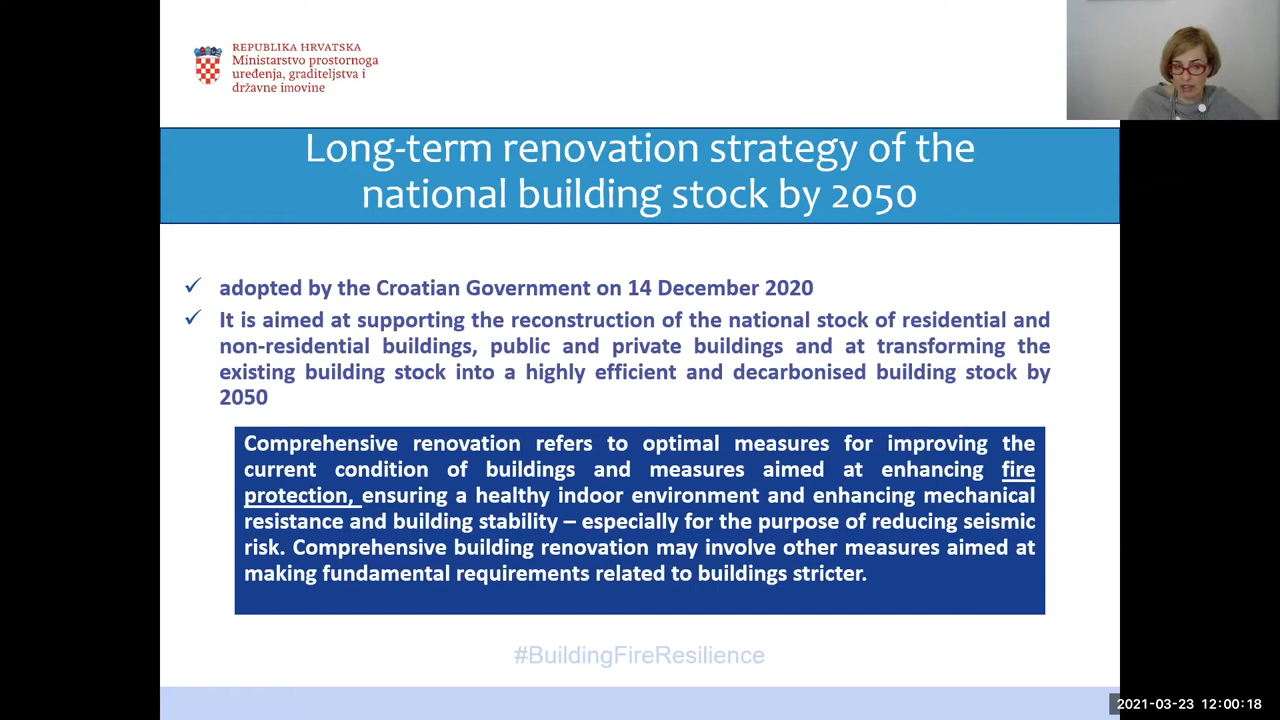 REPUBLIKA HRVATSKA
Ministarstvo prostornoga
uređenja, graditeljstva i
državne imovine
Long-term renovation strategy of the
national building stock by 2050
✓ adopted by the Croatian Government on 14 December 2020
✓ It is aimed at supporting the reconstruction of the national stock of residential and
non-residential buildings, public and private buildings and at transforming the
existing building stock into a highly efficient and decarbonised building stock by
2050
Comprehensive renovation refers to optimal measures for improving the
current condition of buildings and measures aimed at enhancing fire
protection, ensuring a healthy indoor environment and enhancing mechanical
resistance and building stability – especially for the purpose of reducing seismic
risk. Comprehensive building renovation may involve other measures aimed at
making fundamental requirements related to buildings stricter.
#BuildingFireResilience
2021-03-23 12:00:18